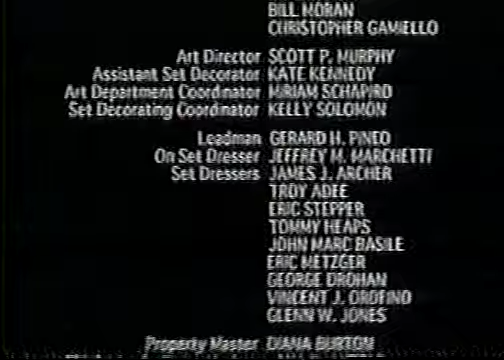 BILL MORAN
CHRISTOPHER GAMIELLO
Art Director SCOTT P. MURPHY
Assistant Set Decorator KATE KENNEDY
Art Department Coordinator MIRIAM SCHAPIRO
Set Decorating Coordinator KELLY SOLOMON
Leadman GERARD H. PINEO
On Set Dresser JEFFREY M. MARCHETTI
Set Dressers JAMES J. ARCHER
TROY ADEE
ERIC STEPPER
TOMMY HEAPS
JOHN MARC BASILE
ERIC METZGER
GEORGE DROHAN
VINCENT J. OROFINO
GLENN W. JONES
Property Master DIANA BURTON